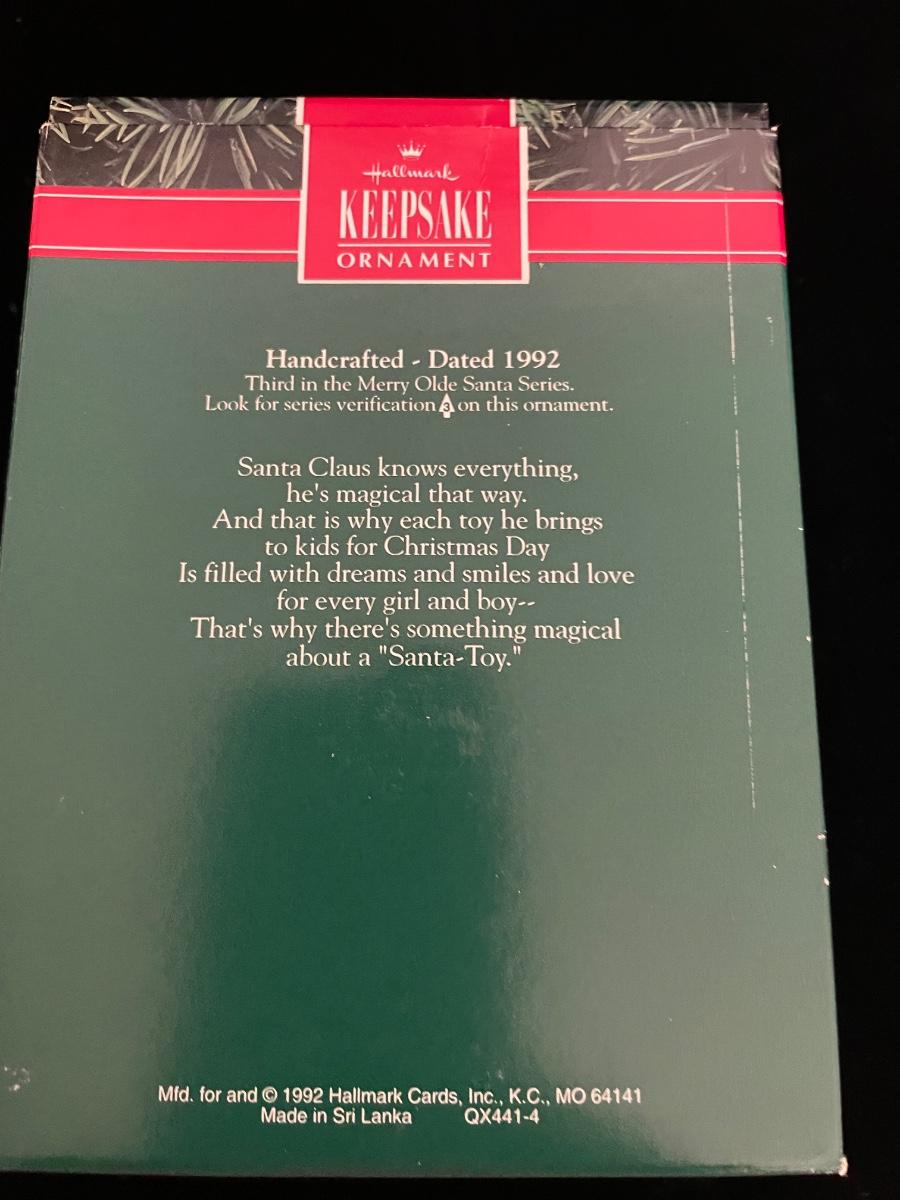 Hallmark
KEEPSAKE
ORNAMENT
Handcrafted - Dated 1992
Third in the Merry Olde Santa Series.
Look for series verification 3 on this ornament.
Santa Claus knows everything,
he's magical that way.
And that is why each toy he brings
to kids for Christmas Day
Is filled with dreams and smiles and love
for every girl and boy--
That's why there's something magical
about a "Santa-Toy."
Mfd. for and © 1992 Hallmark Cards, Inc., K.C., MO 64141
Made in Sri Lanka QX441-4